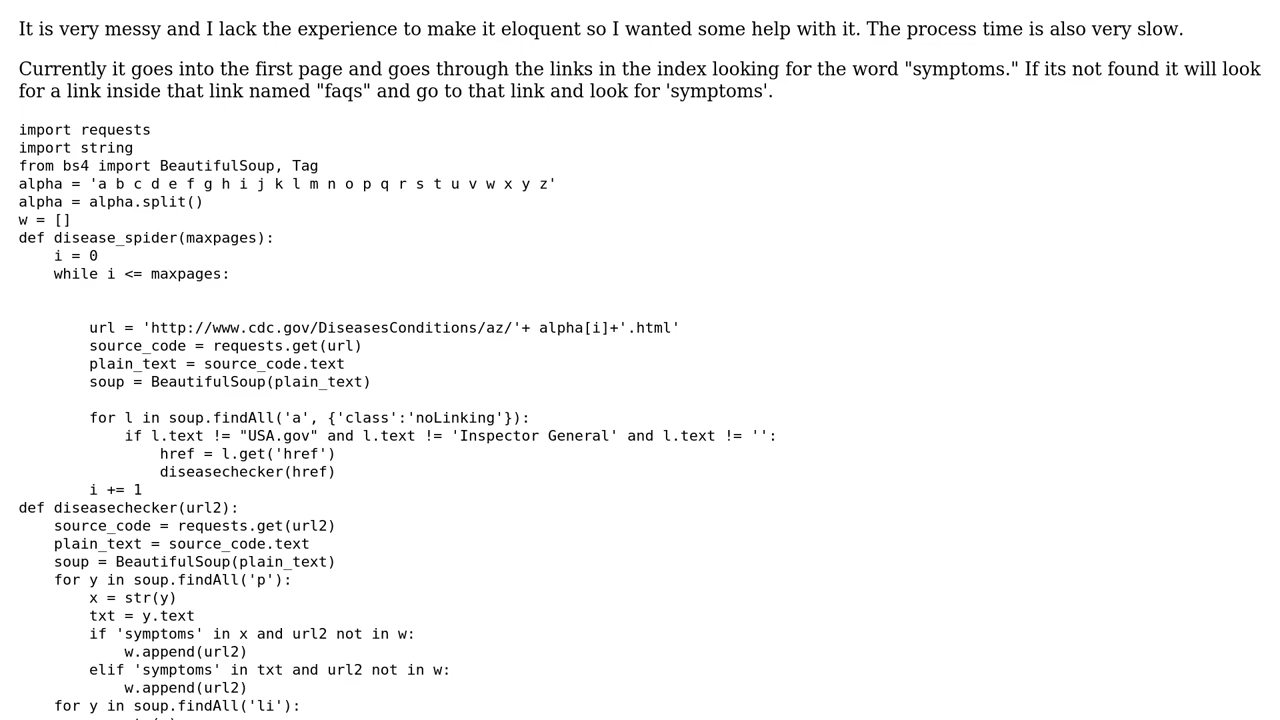 It is very messy and I lack the experience to make it eloquent so I wanted some help with it. The process time is also very slow.
Currently it goes into the first page and goes through the links in the index looking for the word "symptoms." If its not found it will look
for a link inside that link named "faqs" and go to that link and look for 'symptoms'.
import requests
import string
from bs4 import BeautifulSoup, Tag
alpha = 'a b c d e f g h i j k l m n o p q r s t u v w x y z'
alpha = alpha.split()
w = []
def disease_spider(maxpages):
    i = 0
    while i <= maxpages:
        url = 'http://www.cdc.gov/DiseasesConditions/az/'+ alpha[i]+'.html'
        source_code = requests.get(url)
        plain_text = source_code.text
        soup = BeautifulSoup(plain_text)
        for l in soup.findAll('a', {'class':'noLinking'}):
            if l.text != "USA.gov" and l.text != 'Inspector General' and l.text != '':
                href = l.get('href')
                diseasechecker(href)
        i += 1
def diseasechecker(url2):
    source_code = requests.get(url2)
    plain_text = source_code.text
    soup = BeautifulSoup(plain_text)
    for y in soup.findAll('p'):
        x = str(y)
        txt = y.text
        if 'symptoms' in x and url2 not in w:
            w.append(url2)
        elif 'symptoms' in txt and url2 not in w:
            w.append(url2)
    for y in soup.findAll('li'):